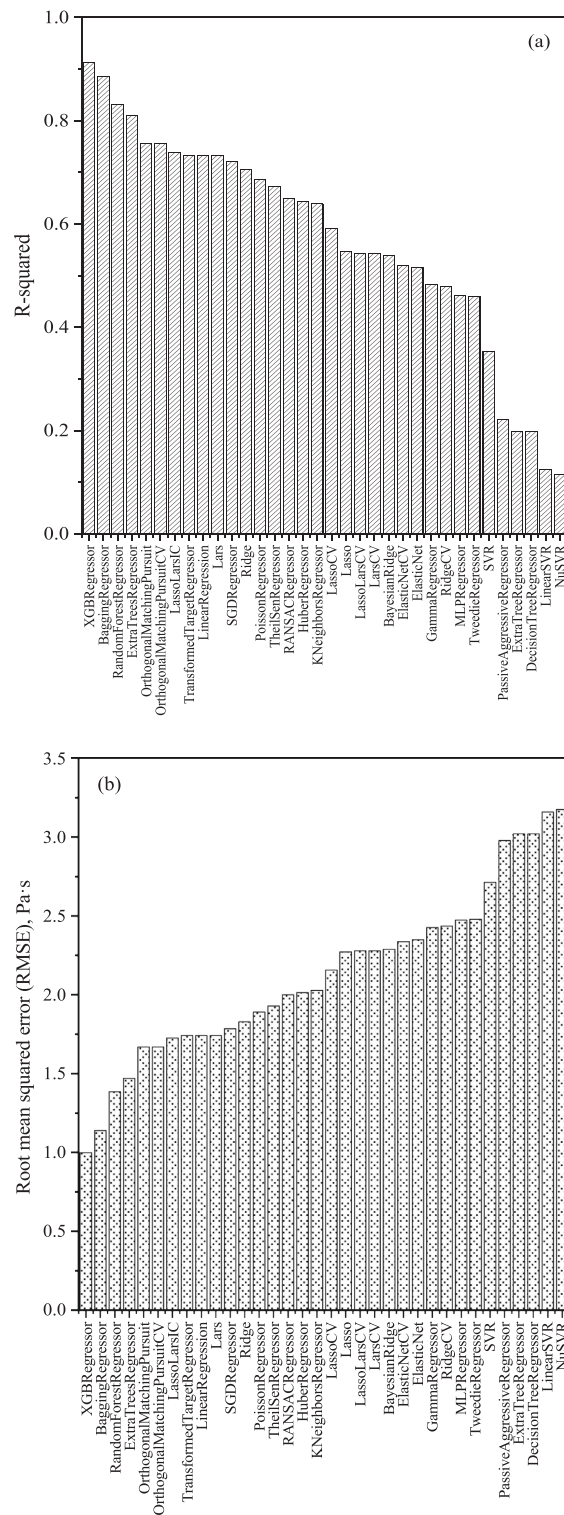 1.0
(a)
0.8
0.6
0.4
0.2
0.0
R-squared
XGBRegressor
BaggingRegressor
RandomForestRegressor
ExtraTreesRegressor
OrthogonalMatchingPursuit
OrthogonalMatchingPursuitCV
LassoLarsIC
TransformedTargetRegressor
LinearRegression
Lars
SGDRegressor
Ridge
PoissonRegressor
TheilSenRegressor
RANSACRegressor
HuberRegressor
KNeighborsRegressor
LassoCV
Lasso
LassoLarsCV
LarsCV
BayesianRidge
ElasticNetCV
ElasticNet
GammaRegressor
RidgeCV
MLPRegressor
TweedieRegressor
SVR
PassiveAggressiveRegressor
ExtraTreeRegressor
DecisionTreeRegressor
LinearSVR
NuSVR
3.5
(b)
3.0
2.5
2.0
1.5
1.0
0.5
0.0
Root mean squared error (RMSE), Pa·s
XGBRegressor
BaggingRegressor
RandomForestRegressor
ExtraTreesRegressor
OrthogonalMatchingPursuit
OrthogonalMatchingPursuitCV
LassoLarsIC
TransformedTargetRegressor
LinearRegression
Lars
SGDRegressor
Ridge
PoissonRegressor
TheilSenRegressor
RANSACRegressor
HuberRegressor
KNeighborsRegressor
LassoCV
Lasso
LassoLarsCV
LarsCV
BayesianRidge
ElasticNetCV
ElasticNet
GammaRegressor
RidgeCV
MLPRegressor
TweedieRegressor
SVR
PassiveAggressiveRegressor
ExtraTreeRegressor
DecisionTreeRegressor
LinearSVR
NuSVR